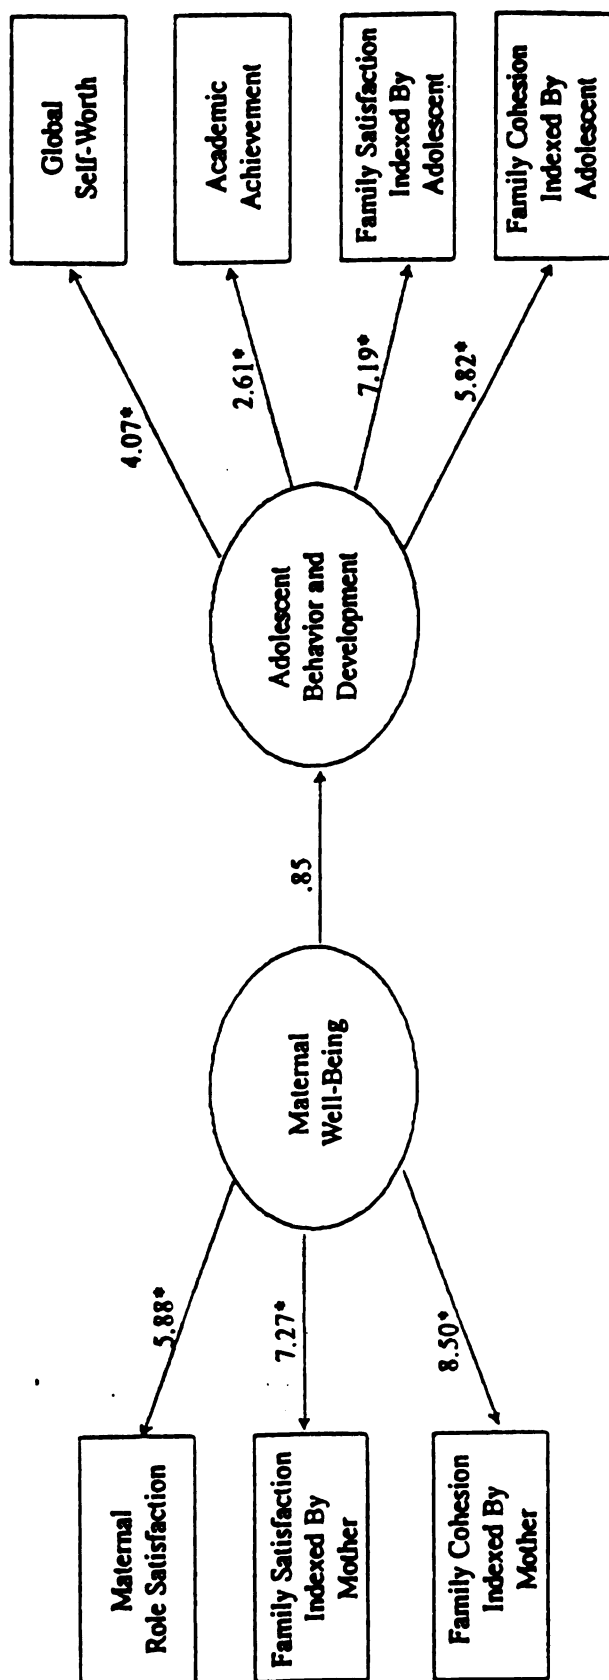 Maternal
Role Satisfaction
Family Satisfaction
Indexed By
Mother
Family Cohesion
Indexed By
Mother
5.88*
7.27*
8.50*
Maternal
Well-Being
.85
Adolescent
Behavior and
Development
4.07*
2.61*
7.19*
5.82*
Global
Self-Worth
Academic
Achievement
Family Satisfaction
Indexed By
Adolescent
Family Cohesion
Indexed By
Adolescent